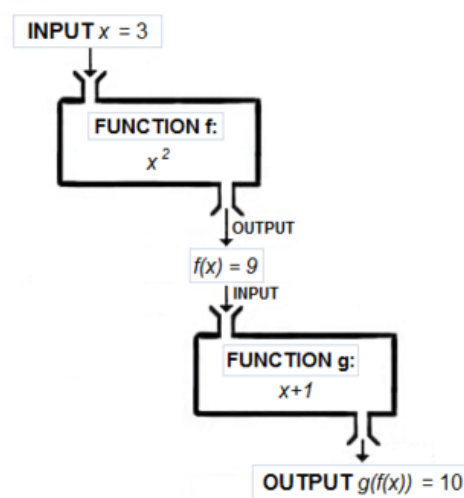 INPUT x = 3
FUNCTION f:
x²
OUTPUT
f(x) = 9
INPUT
FUNCTION g:
x+1
OUTPUT g(f(x)) = 10